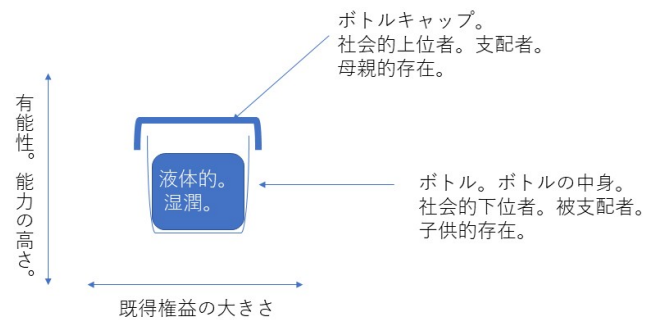 ボトルキャップ。
社会的上位者。支配者。
母親的存在。
有能性。能力の高さ。
液体的。
湿潤。
ボトル。ボトルの中身。
社会的下位者。被支配者。
子供的存在。
既得権益の大きさ